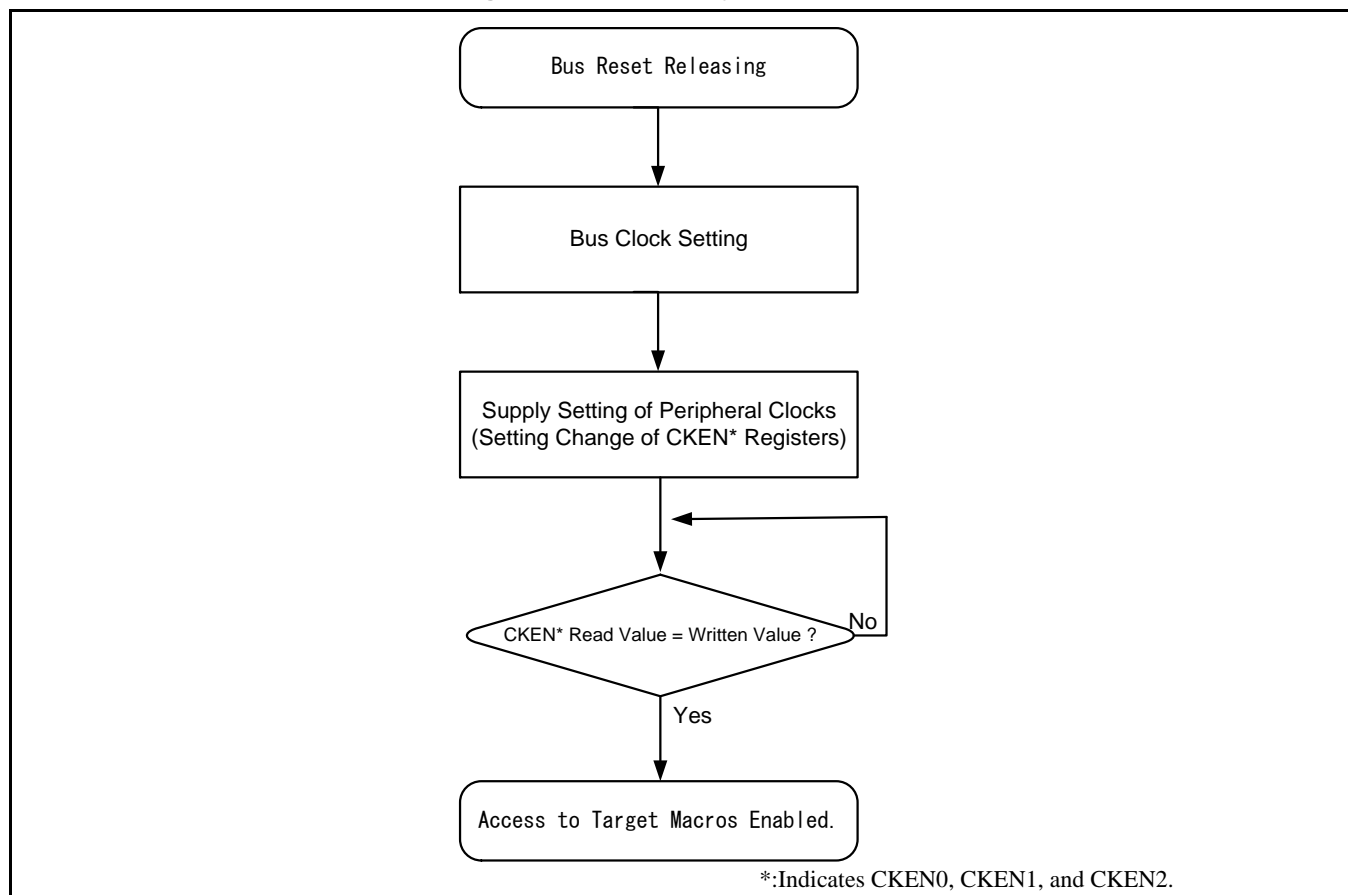 Bus Reset Releasing
Bus Clock Setting
Supply Setting of Peripheral Clocks
(Setting Change of CKEN* Registers)
CKEN* Read Value = Written Value ?
No
Yes
Access to Target Macros Enabled.
*:Indicates CKEN0, CKEN1, and CKEN2.